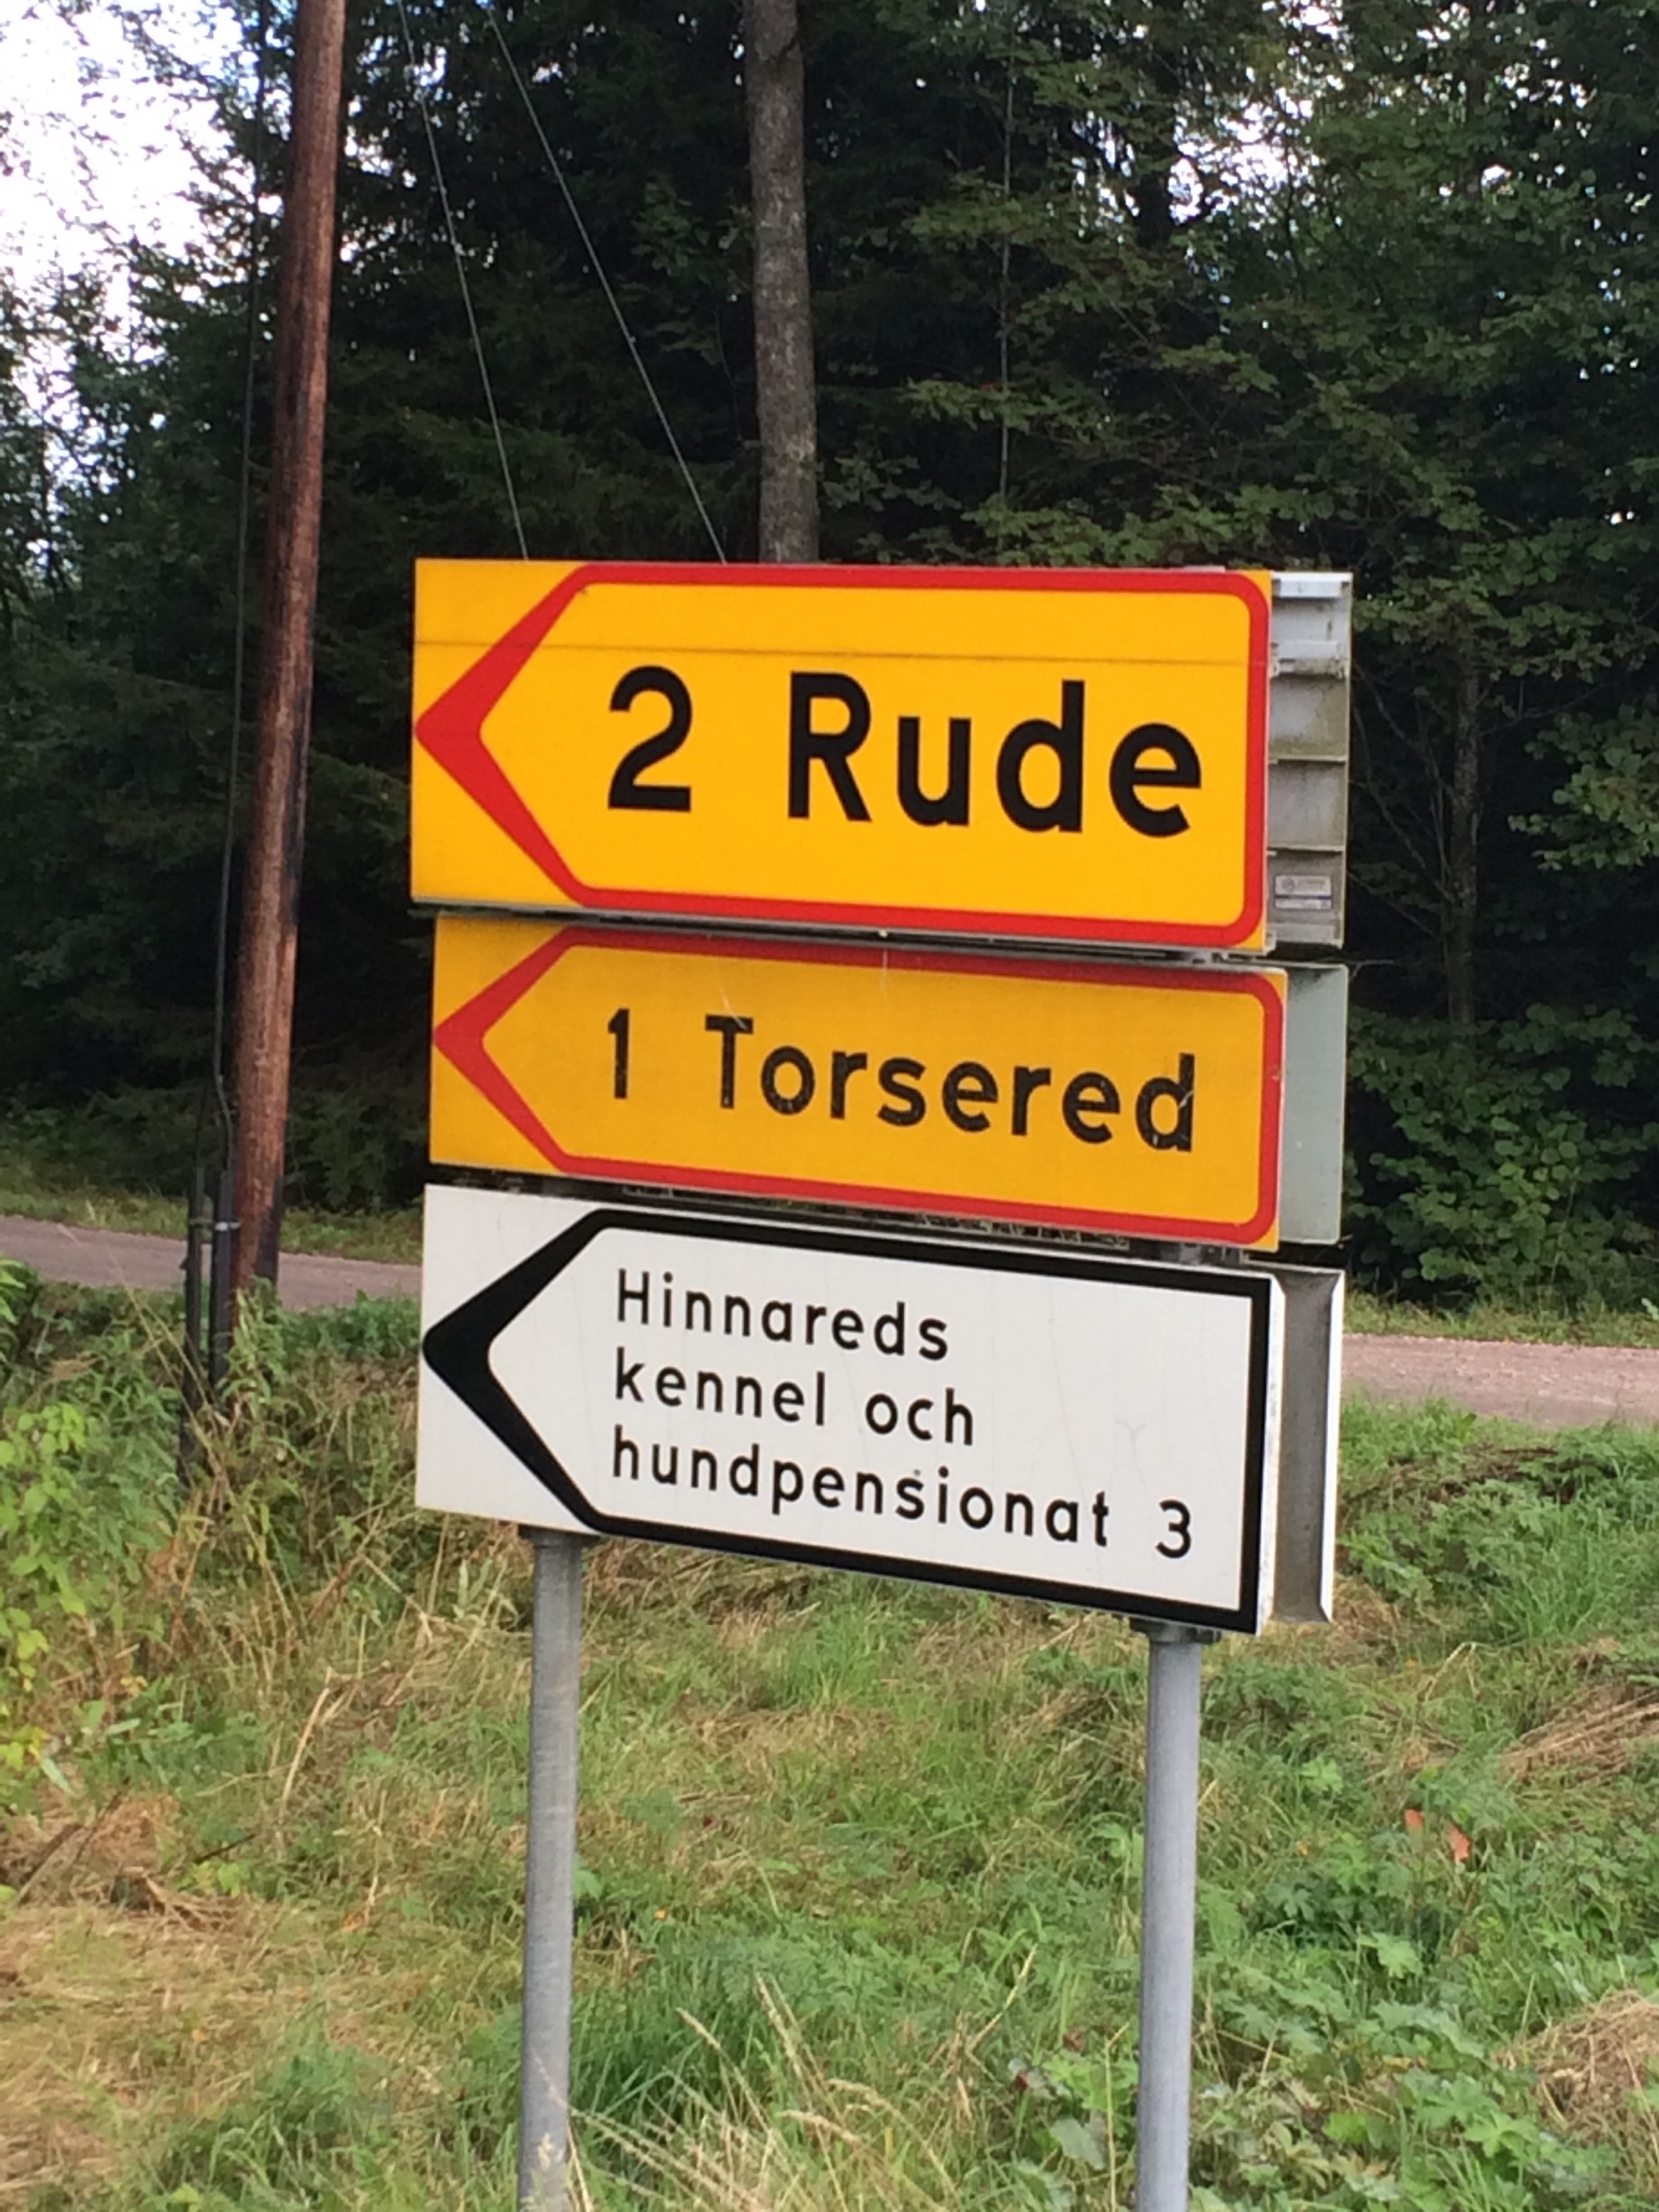 2 Rude
1 Torsered
Hinnareds
kennel och
hundpensionat 3